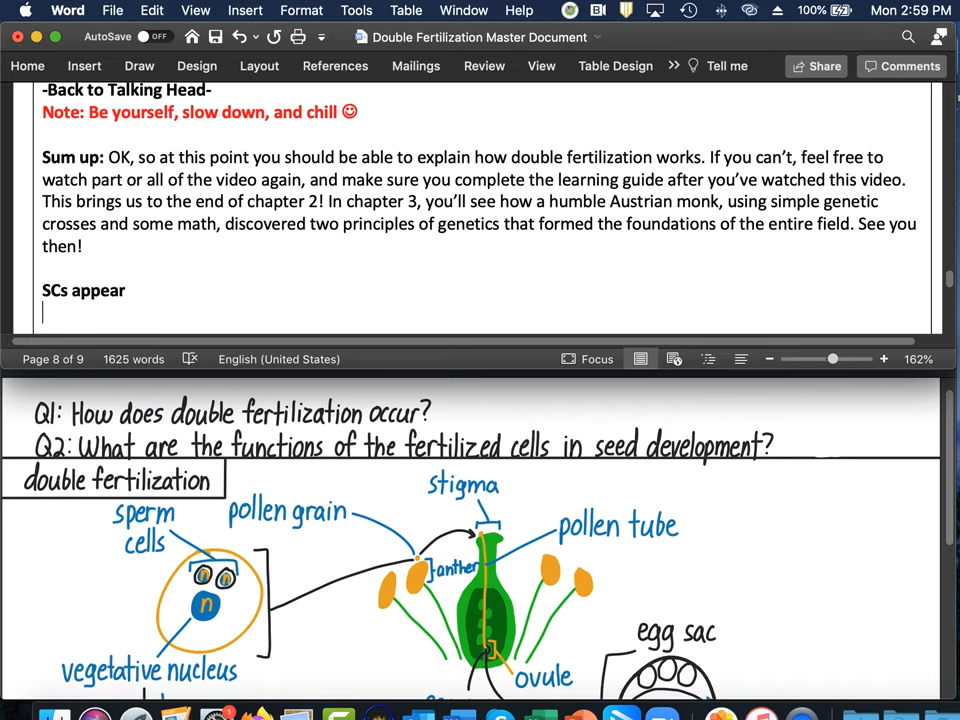 Word File Edit View Insert Format Tools Table Window Help 100% Mon 2:59 PM
AutoSave OFF Double Fertilization Master Document
Home Insert Draw Design Layout References Mailings Review View Table Design >> Tell me Share Comments
-Back to Talking Head-
Note: Be yourself, slow down, and chill ☺
Sum up: OK, so at this point you should be able to explain how double fertilization works. If you can't, feel free to
watch part or all of the video again, and make sure you complete the learning guide after you've watched this video.
This brings us to the end of chapter 2! In chapter 3, you'll see how a humble Austrian monk, using simple genetic
crosses and some math, discovered two principles of genetics that formed the foundations of the entire field. See you
then!
SCs appear
Page 8 of 9 1625 words English (United States) Focus 162%
Q1: How does double fertilization occur?
Q2: What are the functions of the fertilized cells in seed development?
double fertilization
stigma
sperm
cells
pollen grain
pollen tube
anther
n n
n
egg sac
vegetative nucleus
ovule